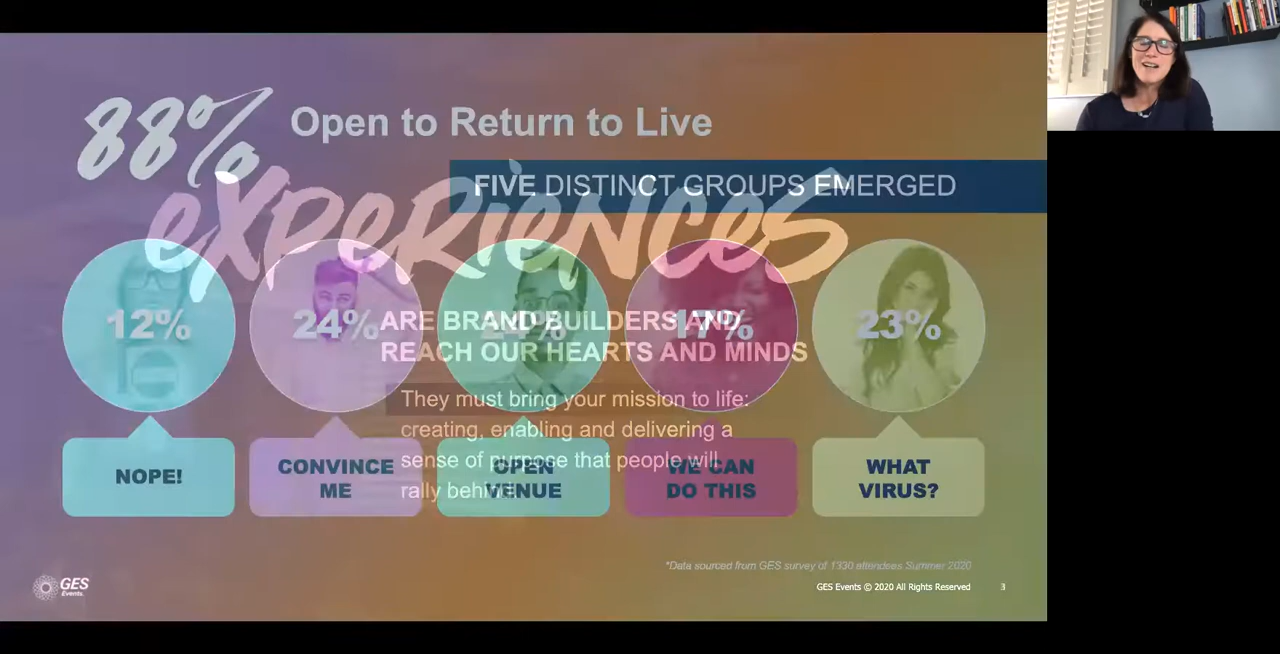 88% Open to Return to Live
FIVE DISTINCT GROUPS EMERGED
eXPeRieNCeS
12% 24% 24% 17% 23%
ARE BRAND BUILDERS AND
REACH OUR HEARTS AND MINDS
They must bring your mission to life:
creating, enabling and delivering a
sense of purpose that people will
rally behind.
NOPE!
CONVINCE
ME
OPEN
VENUE
WE CAN
DO THIS
WHAT
VIRUS?
*Data sourced from GES survey of 1330 attendees Summer 2020
GES Events.
GES Events © 2020 All Rights Reserved 3